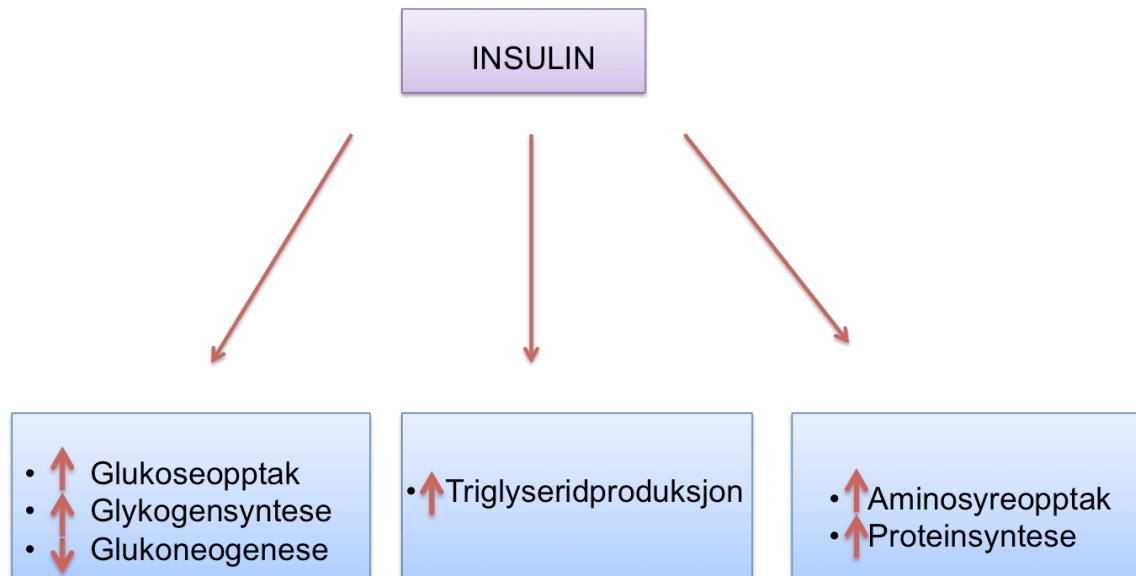 INSULIN
• Glukoseopptak
• Glykogensyntese
• Glukoneogenese
• Triglyseridproduksjon
• Aminosyreopptak
• Proteinsyntese